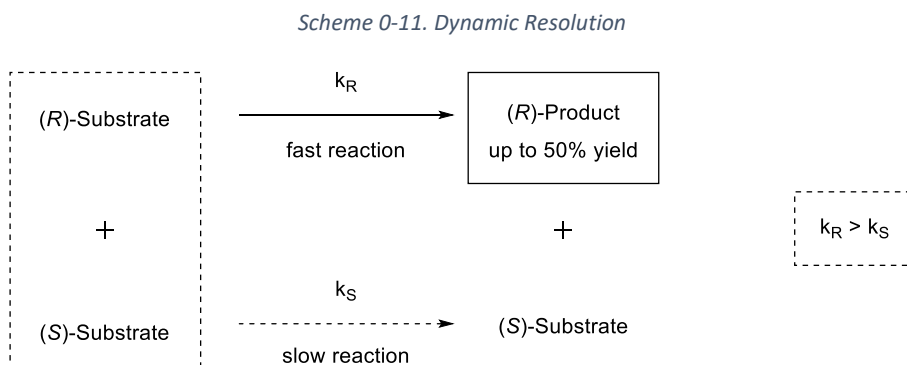 Scheme 0-11. Dynamic Resolution
k_R
(R)-Substrate
(R)-Product
fast reaction
up to 50% yield
+
+
k_R > k_S
k_S
(S)-Substrate
(S)-Substrate
slow reaction